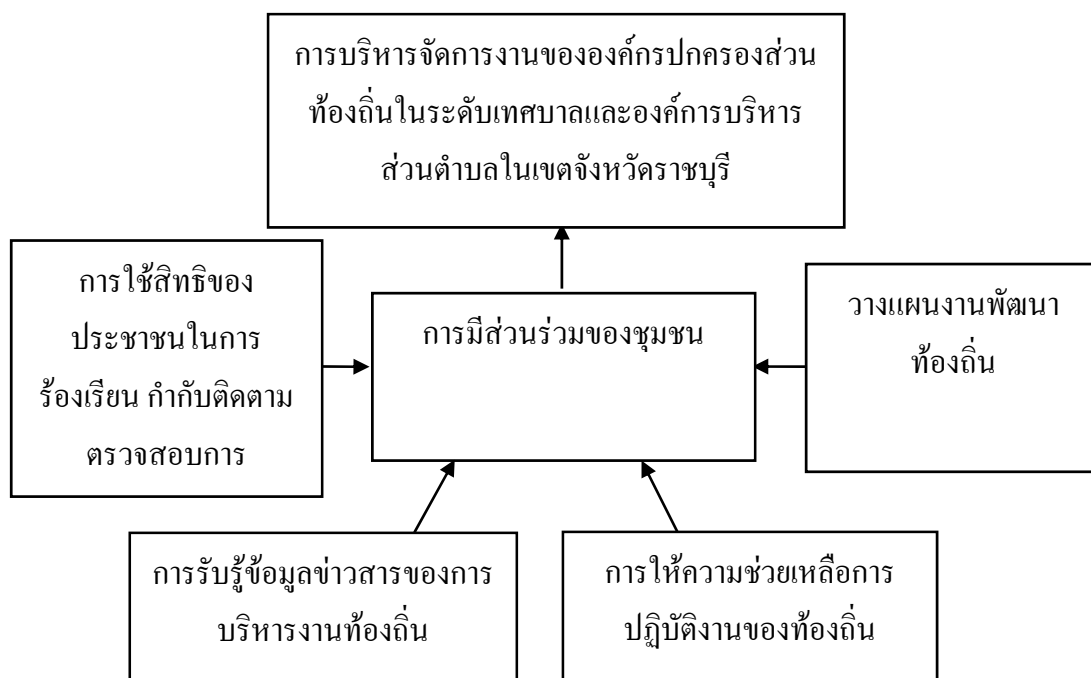 การบริหารจัดการงานขององค์กรปกครองส่วน
ท้องถิ่นในระดับเทศบาลและองค์การบริหาร
ส่วนตำบลในเขตจังหวัดราชบุรี
การใช้สิทธิของ
ประชาชนในการ
ร้องเรียน กำกับติดตาม
ตรวจสอบการ
การมีส่วนร่วมของชุมชน
วางแผนงานพัฒนา
ท้องถิ่น
การรับรู้ข้อมูลข่าวสารของการ
บริหารงานท้องถิ่น
การให้ความช่วยเหลือการ
ปฏิบัติงานของท้องถิ่น